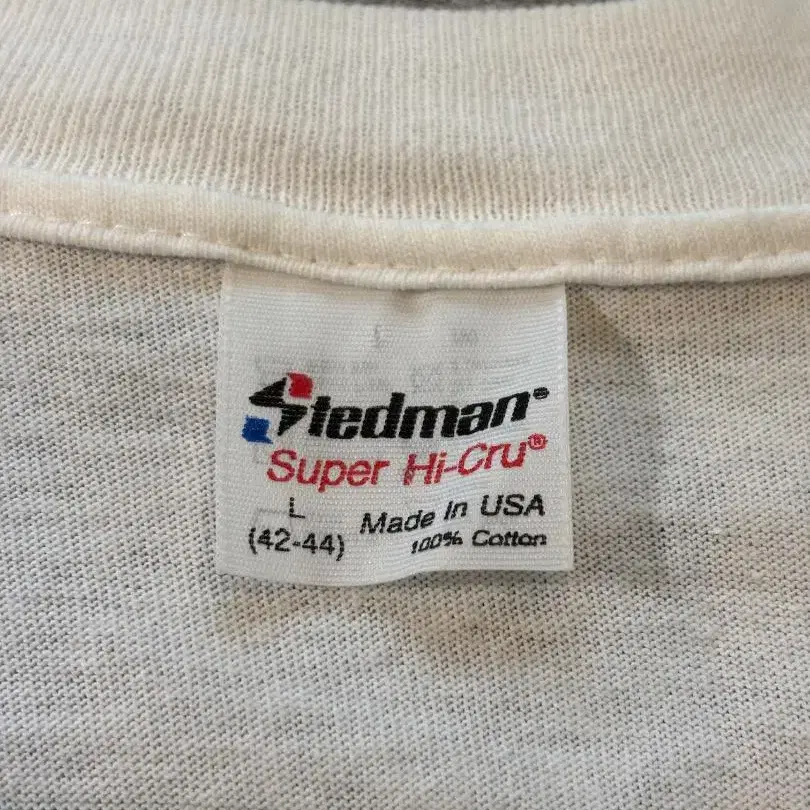 Stedman®
Super Hi-Cru®
L
(42-44)
Made In USA
100% Cotton